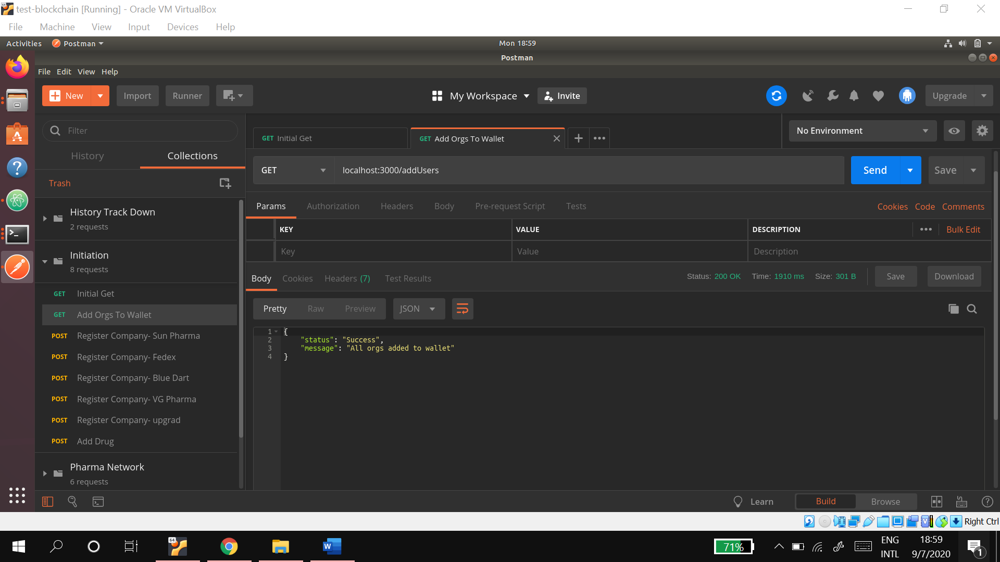 test-blockchain [Running] - Oracle VM VirtualBox
File Machine View Input Devices Help
Activities Postman Mon 18:59
Postman
File Edit View Help
New Import Runner My Workspace Invite Upgrade
Filter
History Collections
Trash
History Track Down
2 requests
Initiation
8 requests
GET Initial Get
GET Add Orgs To Wallet
POST Register Company- Sun Pharma
POST Register Company- Fedex
POST Register Company- Blue Dart
POST Register Company- VG Pharma
POST Register Company- upgrad
POST Add Drug
Pharma Network
6 requests
GET Initial Get GET Add Orgs To Wallet No Environment
GET localhost:3000/addUsers Send Save
Params Authorization Headers Body Pre-request Script Tests Cookies Code Comments
KEY VALUE DESCRIPTION Bulk Edit
Key Value Description
Body Cookies Headers (7) Test Results Status: 200 OK Time: 1910 ms Size: 301 B Save Download
Pretty Raw Preview JSON
1 {
2 "status": "Success",
3 "message": "All orgs added to wallet"
4 }
Learn Build Browse
Right Ctrl
64 W 71% ENG INTL 18:59 9/7/2020 1